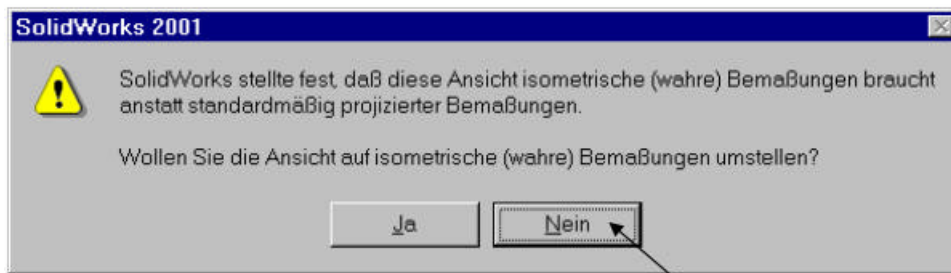 SolidWorks 2001
SolidWorks stellte fest, daß diese Ansicht isometrische (wahre) Bemaßungen braucht
anstatt standardmäßig projizierter Bemaßungen.
Wollen Sie die Ansicht auf isometrische (wahre) Bemaßungen umstellen?
Ja Nein